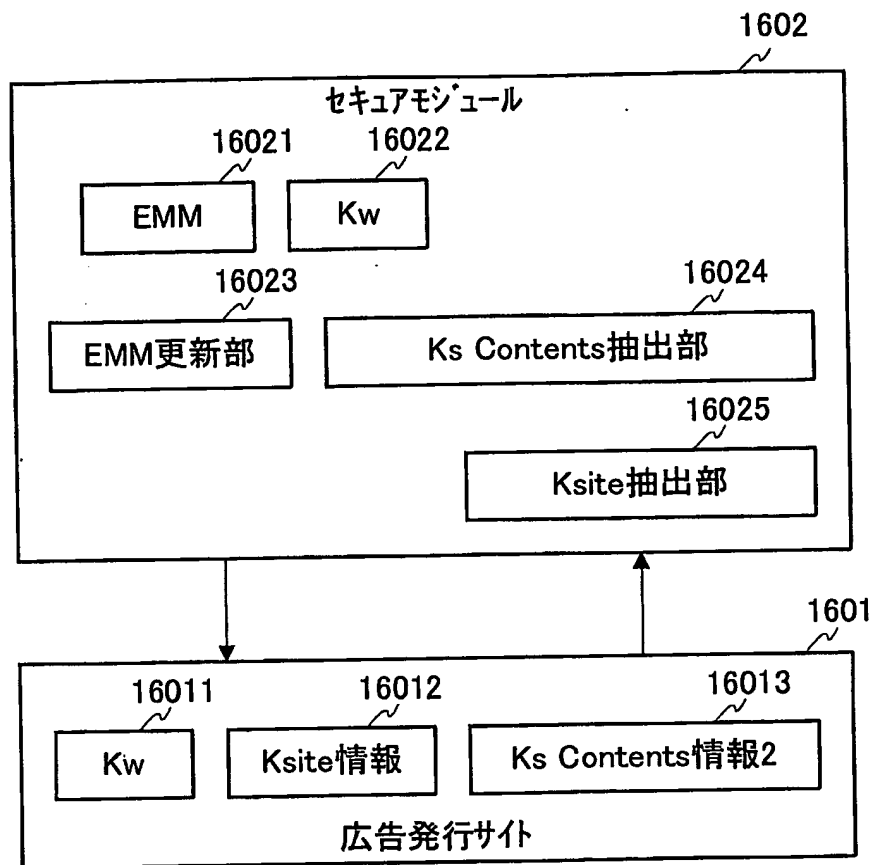 1602
セキュアモジュール
16021
16022
EMM
Kw
16023
16024
EMM更新部
Ks Contents抽出部
16025
Ksite抽出部
1601
16011
16012
16013
Kw
Ksite情報
Ks Contents情報2
広告発行サイト